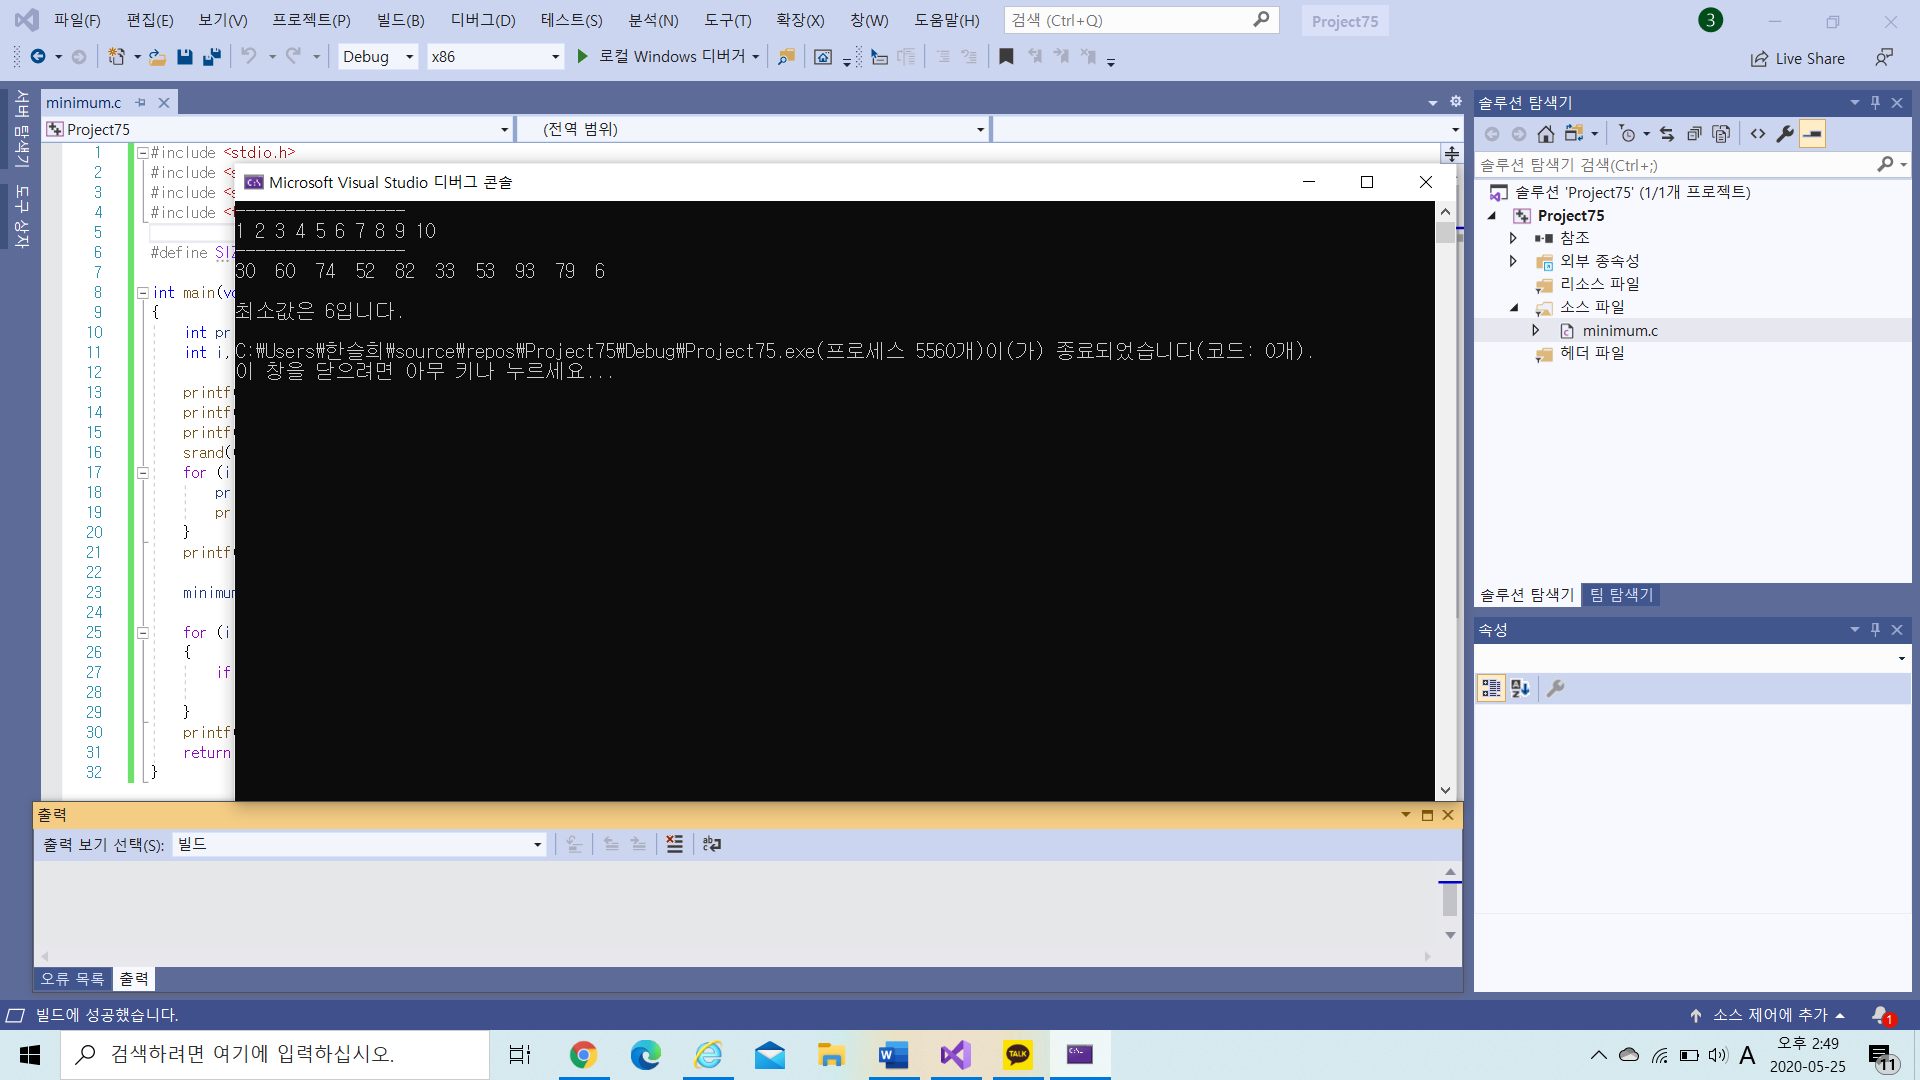 파일(F) 편집(E) 보기(V) 프로젝트(P) 빌드(B) 디버그(D) 테스트(S) 분석(N) 도구(T) 확장(X) 창(W) 도움말(H) 검색 (Ctrl+Q) Project75 3
Debug x86 로컬 Windows 디버거 Live Share
서버 탐색기
도구 상자
minimum.c
Project75 (전역 범위)
1 #include <stdio.h>
2 #include <s
3 #include <s
4 #include <t
5
6 #define SIZ
7
8 int main(vo
9 {
10 int pr
11 int i,
12
13 printf
14 printf
15 printf
16 srand(
17 for (i
18 pr
19 pr
20 }
21 printf
22
23 minimum
24
25 for (i
26 {
27 if
28
29 }
30 printf
31 return
32 }
Microsoft Visual Studio 디버그 콘솔
-----------------
1 2 3 4 5 6 7 8 9 10
-----------------
30 60 74 52 82 33 53 93 79 6
최소값은 6입니다.
C:\Users\한슬희\source\repos\Project75\Debug\Project75.exe(프로세스 5560개)이(가) 종료되었습니다(코드: 0개).
이 창을 닫으려면 아무 키나 누르세요...
솔루션 탐색기
솔루션 탐색기 검색(Ctrl+;)
솔루션 'Project75' (1/1개 프로젝트)
Project75
참조
외부 종속성
리소스 파일
소스 파일
minimum.c
헤더 파일
솔루션 탐색기 팀 탐색기
속성
출력
출력 보기 선택(S): 빌드
오류 목록 출력
빌드에 성공했습니다. 소스 제어에 추가 1
검색하려면 여기에 입력하십시오. TALK A 오후 2:49
2020-05-25 11